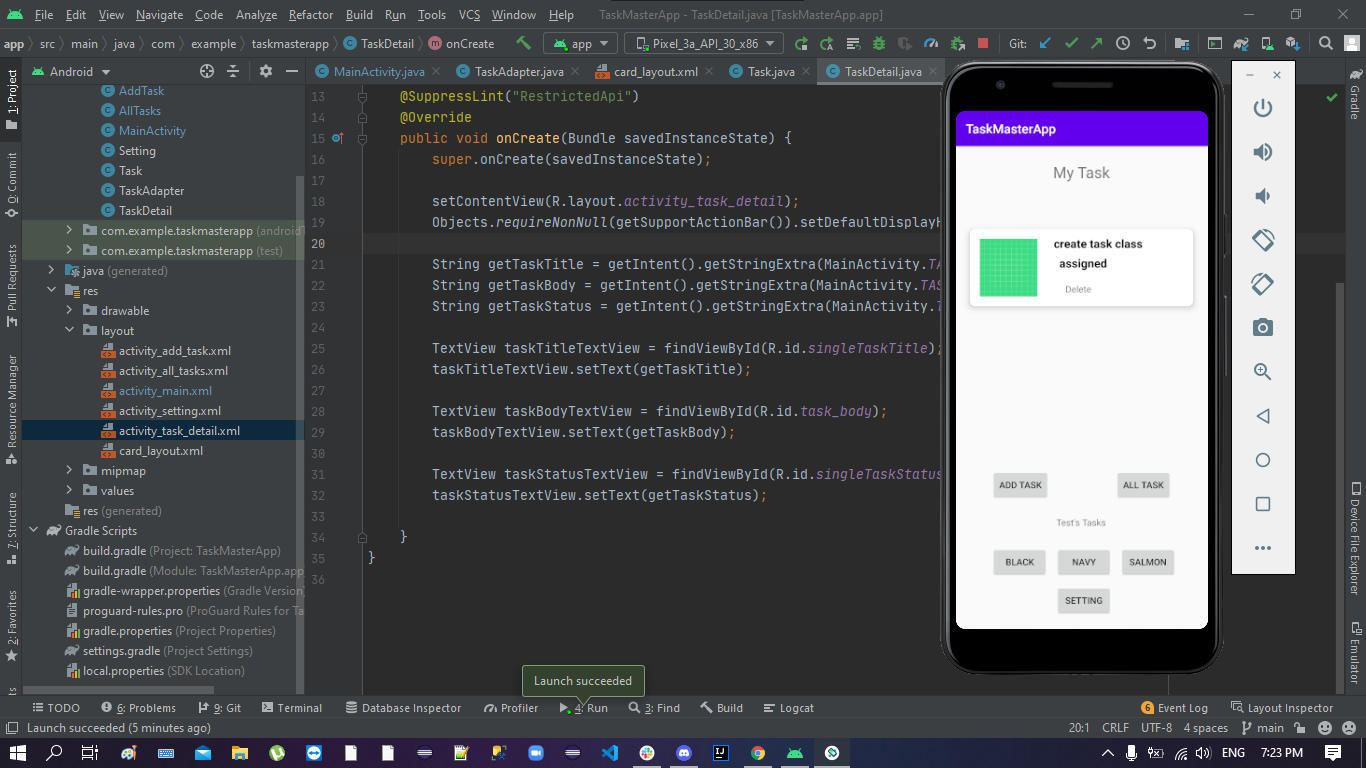 File Edit View Navigate Code Analyze Refactor Build Run Tools VCS Window Help TaskMasterApp - TaskDetail.java [TaskMasterApp.app]
app src main java com example taskmasterapp TaskDetail onCreate app Pixel_3a_API_30_x86 Git:
Android
MainActivity.java TaskAdapter.java card_layout.xml Task.java TaskDetail.java
1: Project
0: Commit
Pull Requests
Resource Manager
7: Structure
2: Favorites
AddTask
AllTasks
MainActivity
Setting
Task
TaskAdapter
TaskDetail
com.example.taskmasterapp
com.example.taskmasterapp (test)
java (generated)
res
drawable
layout
activity_add_task.xml
activity_all_tasks.xml
activity_main.xml
activity_setting.xml
activity_task_detail.xml
card_layout.xml
mipmap
values
res (generated)
Gradle Scripts
build.gradle (Project: TaskMasterApp)
build.gradle (Module: TaskMasterApp.app
gradle-wrapper.properties (Gradle Version
proguard-rules.pro (ProGuard Rules for Ta
gradle.properties (Project Properties)
settings.gradle (Project Settings)
local.properties (SDK Location)
13 @SuppressLint("RestrictedApi")
14 @Override
15 public void onCreate(Bundle savedInstanceState) {
16 super.onCreate(savedInstanceState);
17
18 setContentView(R.layout.activity_task_detail);
19 Objects.requireNonNull(getSupportActionBar()).setDefaultDisplayH
20
21 String getTaskTitle = getIntent().getStringExtra(MainActivity.TA
22 String getTaskBody = getIntent().getStringExtra(MainActivity.TAS
23 String getTaskStatus = getIntent().getStringExtra(MainActivity.T
24
25 TextView taskTitleTextView = findViewById(R.id.singleTaskTitle);
26 taskTitleTextView.setText(getTaskTitle);
27
28 TextView taskBodyTextView = findViewById(R.id.task_body);
29 taskBodyTextView.setText(getTaskBody);
30
31 TextView taskStatusTextView = findViewById(R.id.singleTaskStatus
32 taskStatusTextView.setText(getTaskStatus);
33
34 }
35 }
36
TaskMasterApp
My Task
create task class
assigned
Delete
ADD TASK ALL TASK
Test's Tasks
BLACK NAVY SALMON
SETTING
Gradle
Device File Explorer
Emulator
Launch succeeded
TODO 6: Problems 9: Git Terminal Database Inspector Profiler 4: Run 3: Find Build Logcat 6 Event Log Layout Inspector
Launch succeeded (5 minutes ago) 20:1 CRLF UTF-8 4 spaces main
ENG 7:23 PM